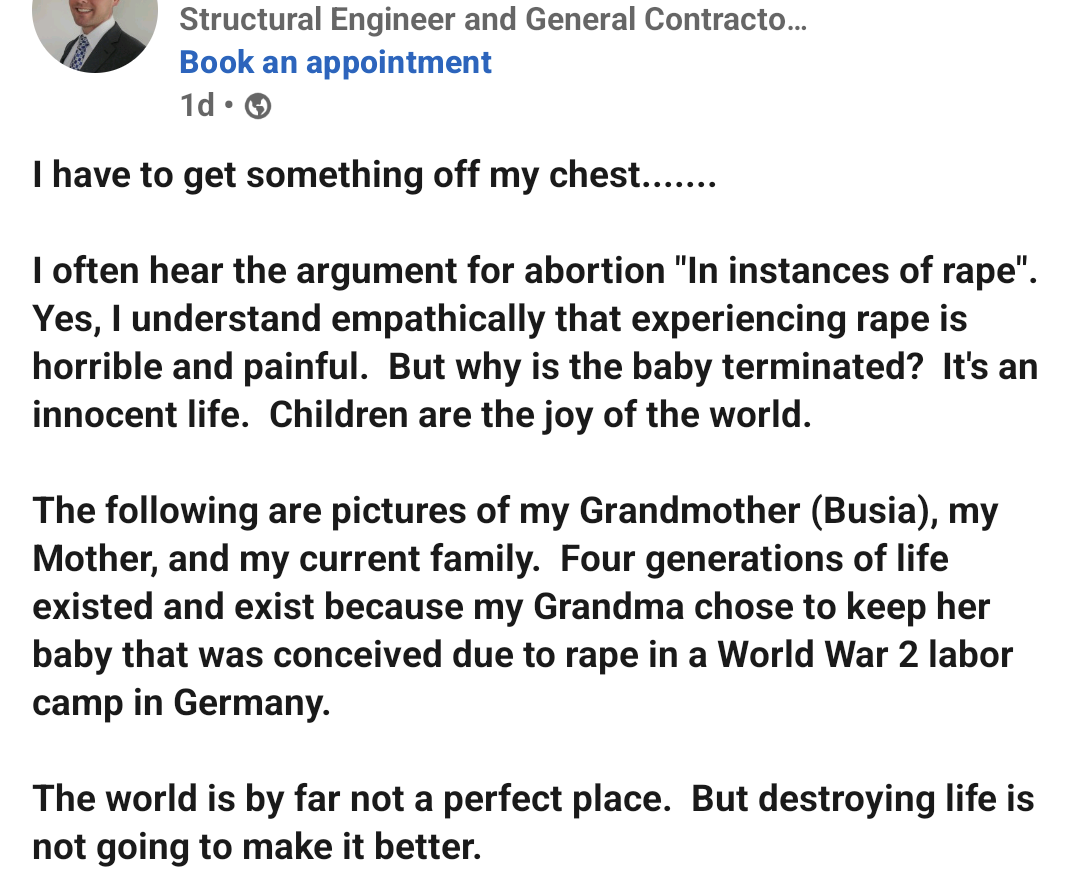 Structural Engineer and General Contracto...
Book an appointment
1d •
I have to get something off my chest.......
I often hear the argument for abortion "In instances of rape".
Yes, I understand empathically that experiencing rape is
horrible and painful.  But why is the baby terminated?  It's an
innocent life.  Children are the joy of the world.
The following are pictures of my Grandmother (Busia), my
Mother, and my current family.  Four generations of life
existed and exist because my Grandma chose to keep her
baby that was conceived due to rape in a World War 2 labor
camp in Germany.
The world is by far not a perfect place.  But destroying life is
not going to make it better.